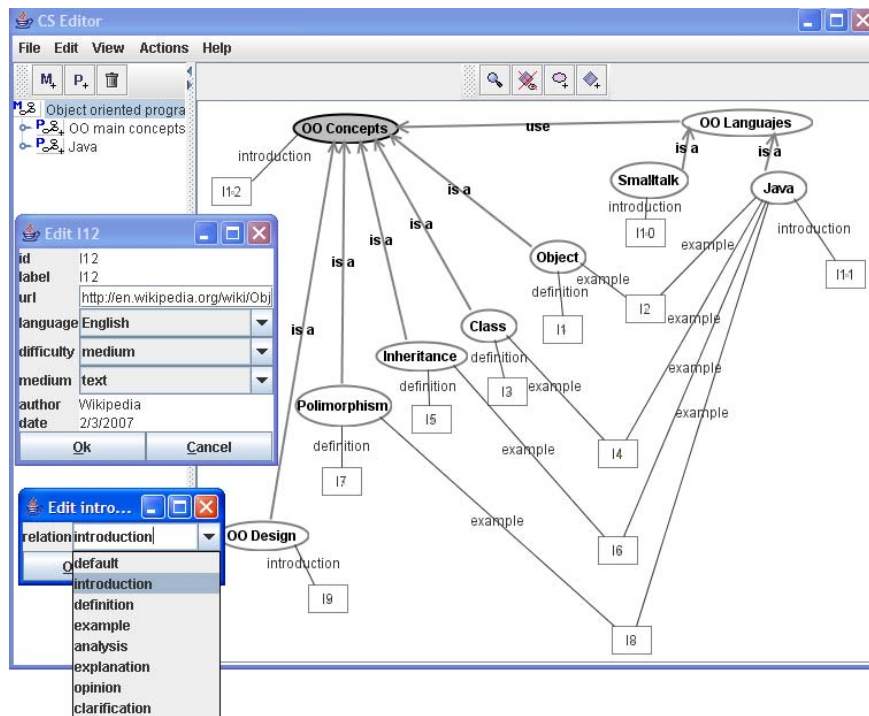 CS Editor
File Edit View Actions Help
M+ P+
Object oriented progra
OO main concepts
Java
OO Concepts
use
OO Languajes
introduction
is a
is a
I1-2
is a
Smalltalk
Java
introduction
introduction
is a
I1-0
example
is a
Object
is a
example
I1-1
definition
I2
example
I1
Class
is a
Inheritance
definition
example
definition
I3
example
Polimorphism
I5
example
definition
example
I4
I7
example
OO Design
I6
introduction
I9
I8
Edit I12
id I12
label I12
url http://en.wikipedia.org/wiki/Obj
language English
difficulty medium
medium text
author Wikipedia
date 2/3/2007
Ok Cancel
Edit intro...
relation introduction
O
default
introduction
definition
example
analysis
explanation
opinion
clarification